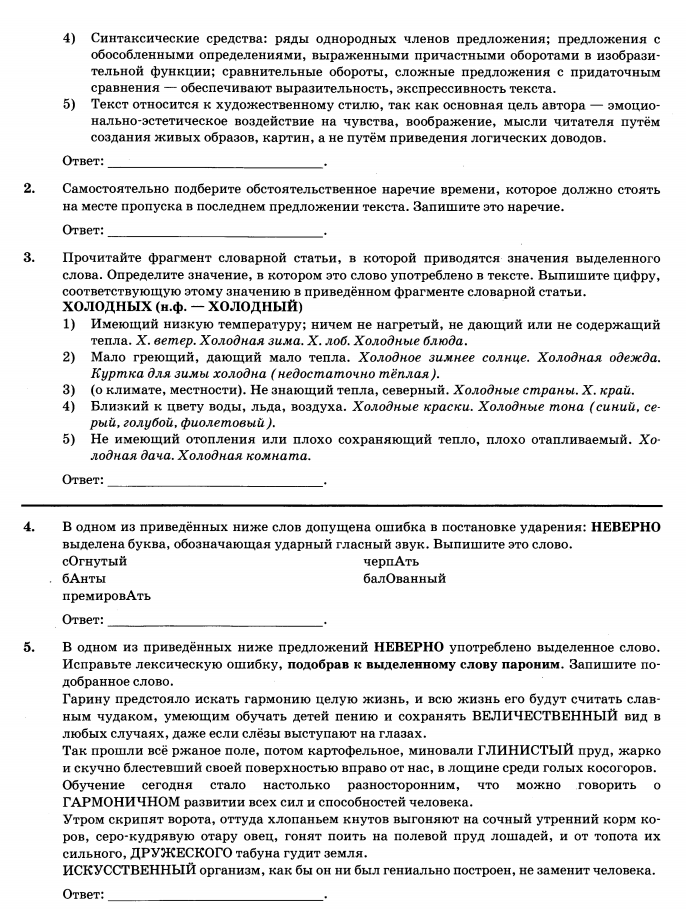 4) Синтаксические средства: ряды однородных членов предложения; предложения с
обособленными определениями, выраженными причастными оборотами в изобрази-
тельной функции; сравнительные обороты, сложные предложения с придаточным
сравнения — обеспечивают выразительность, экспрессивность текста.
5) Текст относится к художественному стилю, так как основная цель автора — эмоцио-
нально-эстетическое воздействие на чувства, воображение, мысли читателя путём
создания живых образов, картин, а не путём приведения логических доводов.
Ответ: ____________________________.
2. Самостоятельно подберите обстоятельственное наречие времени, которое должно стоять
на месте пропуска в последнем предложении текста. Запишите это наречие.
Ответ: ____________________________.
3. Прочитайте фрагмент словарной статьи, в которой приводятся значения выделенного
слова. Определите значение, в котором это слово употреблено в тексте. Выпишите цифру,
соответствующую этому значению в приведённом фрагменте словарной статьи.
ХОЛОДНЫХ (н.ф. — ХОЛОДНЫЙ)
1) Имеющий низкую температуру; ничем не нагретый, не дающий или не содержащий
тепла. Х. ветер. Холодная зима. Х. лоб. Холодные блюда.
2) Мало греющий, дающий мало тепла. Холодное зимнее солнце. Холодная одежда.
Куртка для зимы холодна (недостаточно тёплая).
3) (о климате, местности). Не знающий тепла, северный. Холодные страны. Х. край.
4) Близкий к цвету воды, льда, воздуха. Холодные краски. Холодные тона (синий, се-
рый, голубой, фиолетовый).
5) Не имеющий отопления или плохо сохраняющий тепло, плохо отапливаемый. Хо-
лодная дача. Холодная комната.
Ответ: ____________________________.
4. В одном из приведённых ниже слов допущена ошибка в постановке ударения: НЕВЕРНО
выделена буква, обозначающая ударный гласный звук. Выпишите это слово.
сОгнутый черпАть
бАнты балОванный
премировАть
Ответ: ____________________________.
5. В одном из приведённых ниже предложений НЕВЕРНО употреблено выделенное слово.
Исправьте лексическую ошибку, подобрав к выделенному слову пароним. Запишите по-
добранное слово.
Гарину предстояло искать гармонию целую жизнь, и всю жизнь его будут считать слав-
ным чудаком, умеющим обучать детей пению и сохранять ВЕЛИЧЕСТВЕННЫЙ вид в
любых случаях, даже если слёзы выступают на глазах.
Так прошли всё ржаное поле, потом картофельное, миновали ГЛИНИСТЫЙ пруд, жарко
и скучно блестевший своей поверхностью вправо от нас, в лощине среди голых косогоров.
Обучение сегодня стало настолько разносторонним, что можно говорить о
ГАРМОНИЧНОМ развитии всех сил и способностей человека.
Утром скрипят ворота, оттуда хлопаньем кнутов выгоняют на сочный утренний корм ко-
ров, серо-кудрявую отару овец, гонят поить на полевой пруд лошадей, и от топота их
сильного, ДРУЖЕСКОГО табуна гудит земля.
ИСКУССТВЕННЫЙ организм, как бы он ни был гениально построен, не заменит человека.
Ответ: ____________________________.